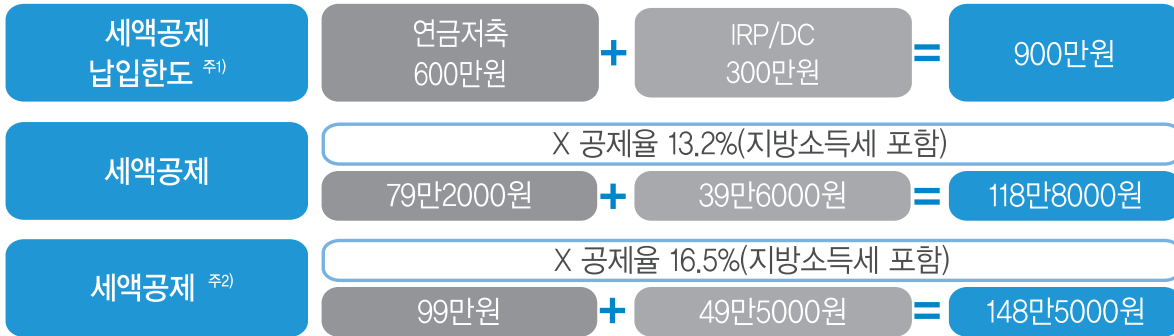 세액공제
납입한도 주1)
연금저축
600만원
+
IRP/DC
300만원
=
900만원
세액공제
X 공제율 13.2%(지방소득세 포함)
79만2000원 + 39만6000원 = 118만8000원
세액공제 주2)
X 공제율 16.5%(지방소득세 포함)
99만원 + 49만5000원 = 148만5000원